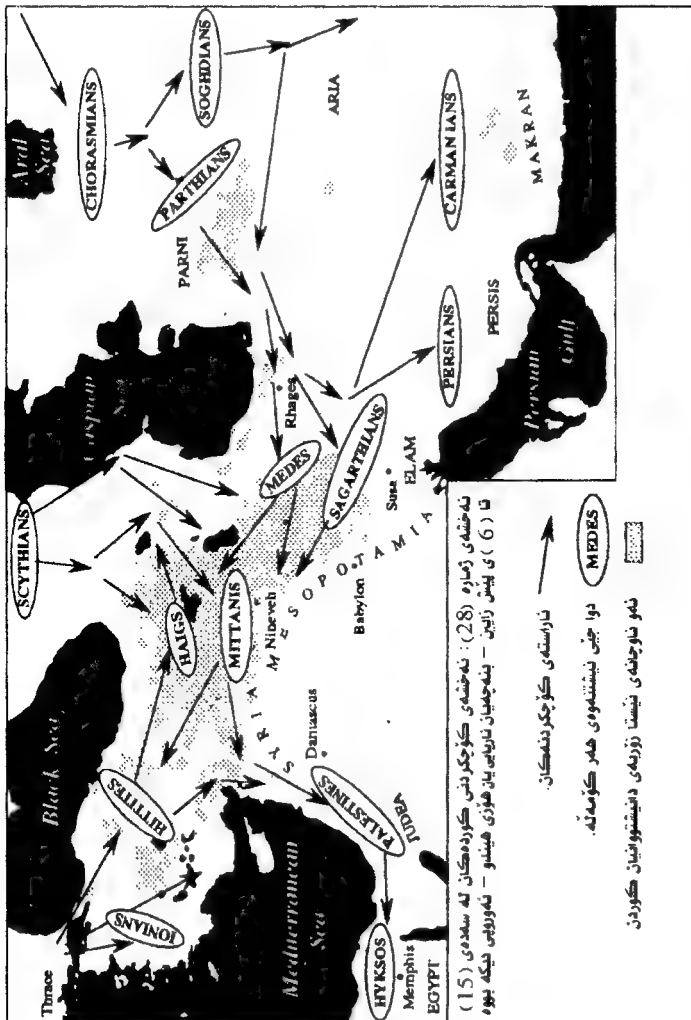 Aral
Sea
CHORASMIANS
SOGHDIANS
PARTHIANS
PARNI
ARIA
Caspian
Sea
SCYTHIANS
Black Sea
HAIGS
HITTITES
MITTANIS
MEDES
Rhages
SAGARTHIANS
CARMANIANS
MAKRAN
PERSIANS
PERSIS
Persian
Gulf
Susa
ELAM
Nineveh
MESOPOTAMIA
Babylon
SYRIA
Damascus
PALESTINES
JUDEA
Thrace
IONIANS
Mediterranean
Sea
HYKSOS
Memphis
EGYPT
نەخشەی ژمارە (28): نەخشەی کۆچکردنی کوردەکان لە سەدەی (15)
تا (6) ی پێش زایین - بنەچەیان ئاریایی یان هۆزی هیندو - ئەوروپی دیکە بووە
ئاراستەی کۆچکردنەکان.
MEDES
دوا جێی نیشتنەوەی هەر کۆمەڵە.
ئەو ناوچانەی ئێستا زۆربەی دانیشتووانیان کوردن